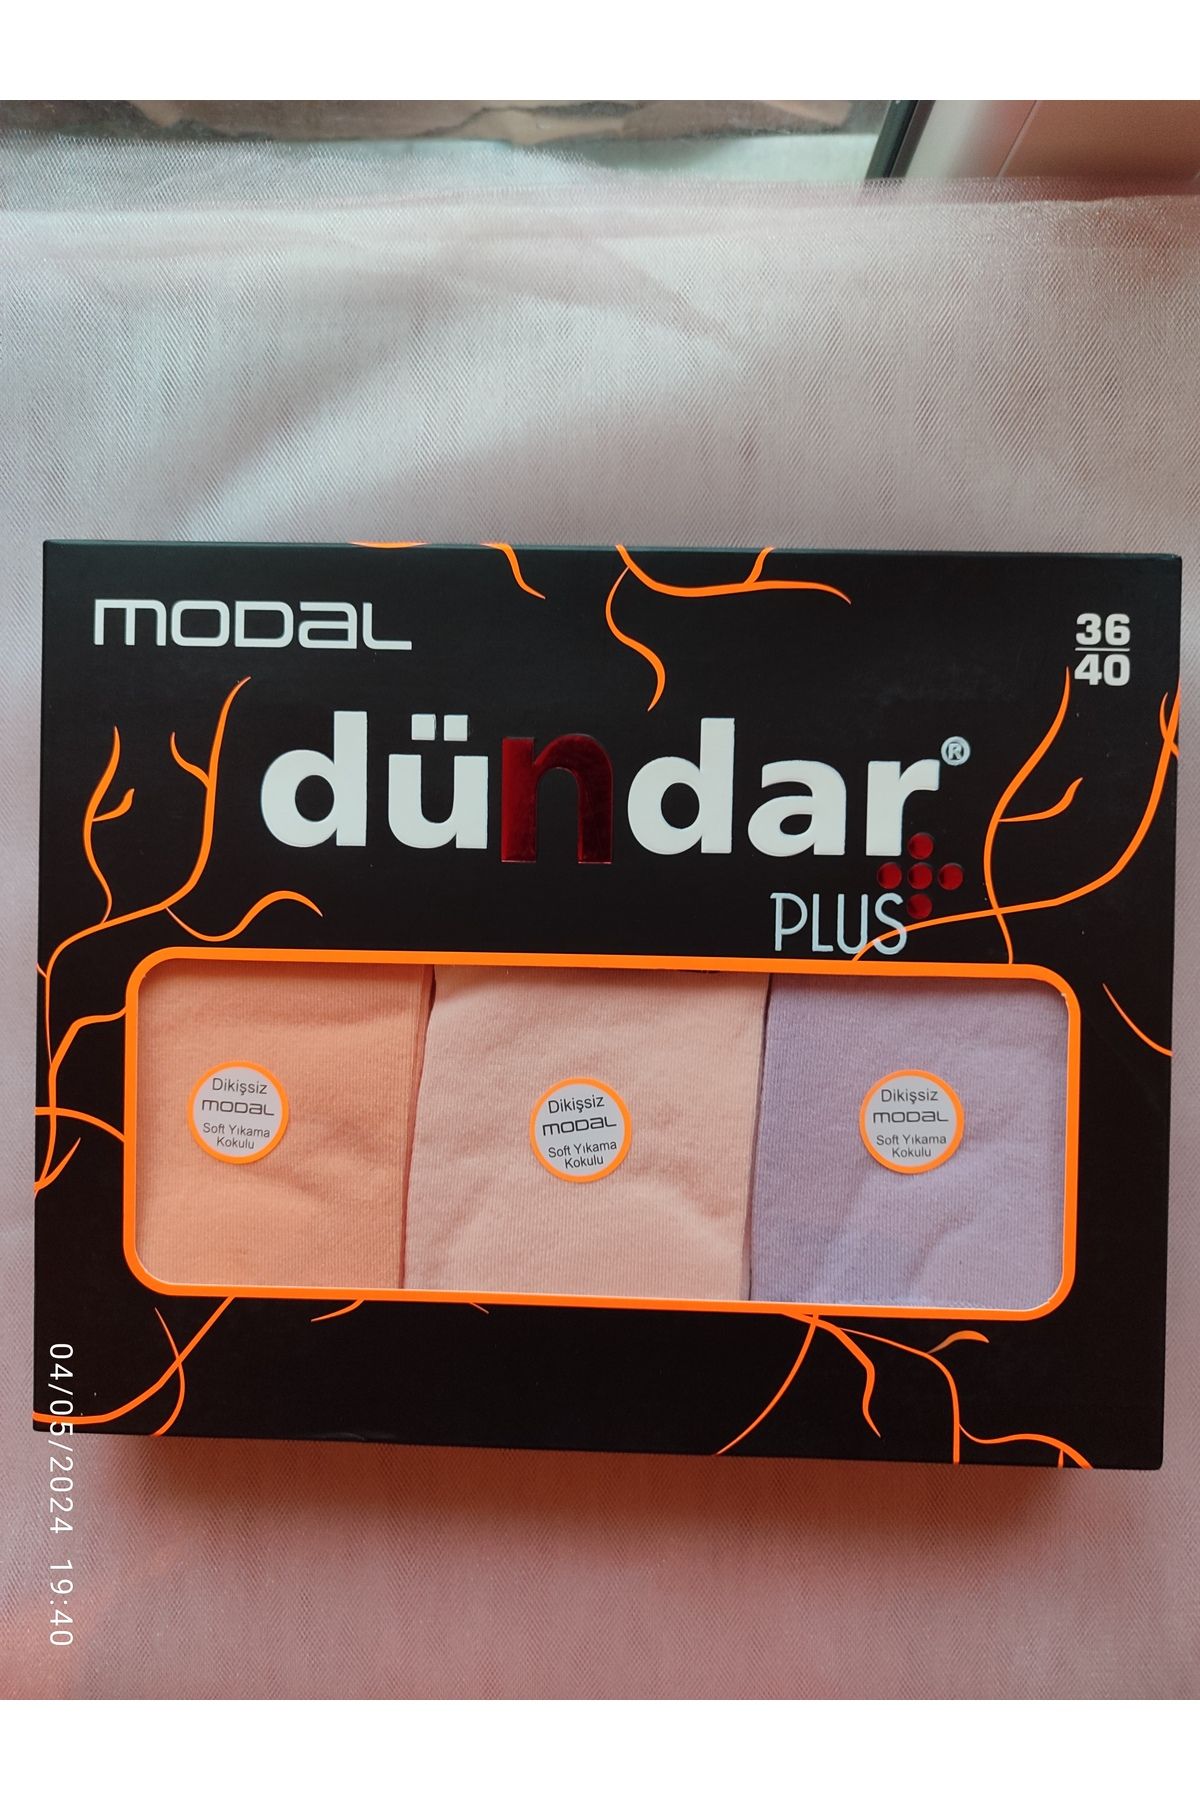 MODAL
36
40
dündar®
PLUS
Dikişsiz
MODAL
Soft Yıkama
Kokulu
Dikişsiz
MODAL
Soft Yıkama
Kokulu
Dikişsiz
MODAL
Soft Yıkama
Kokulu
04/05/2024 19:40